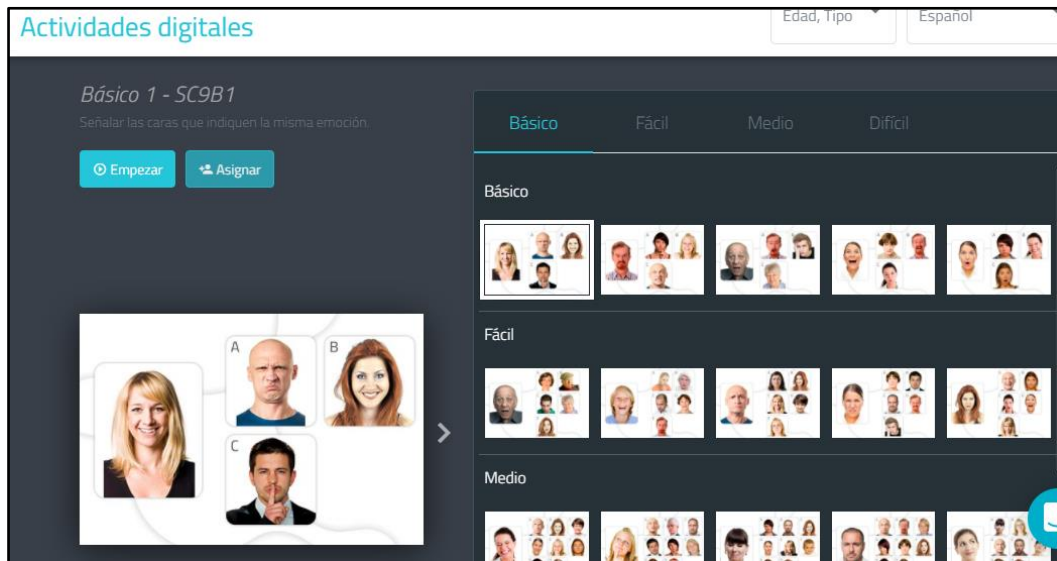 Actividades digitales
Edad, Tipo
Español
Básico 1 - SC9B1
Señalar las caras que indiquen la misma emoción.
Empezar
Asignar
A
B
C
Básico
Fácil
Medio
Difícil
Básico
Fácil
Medio